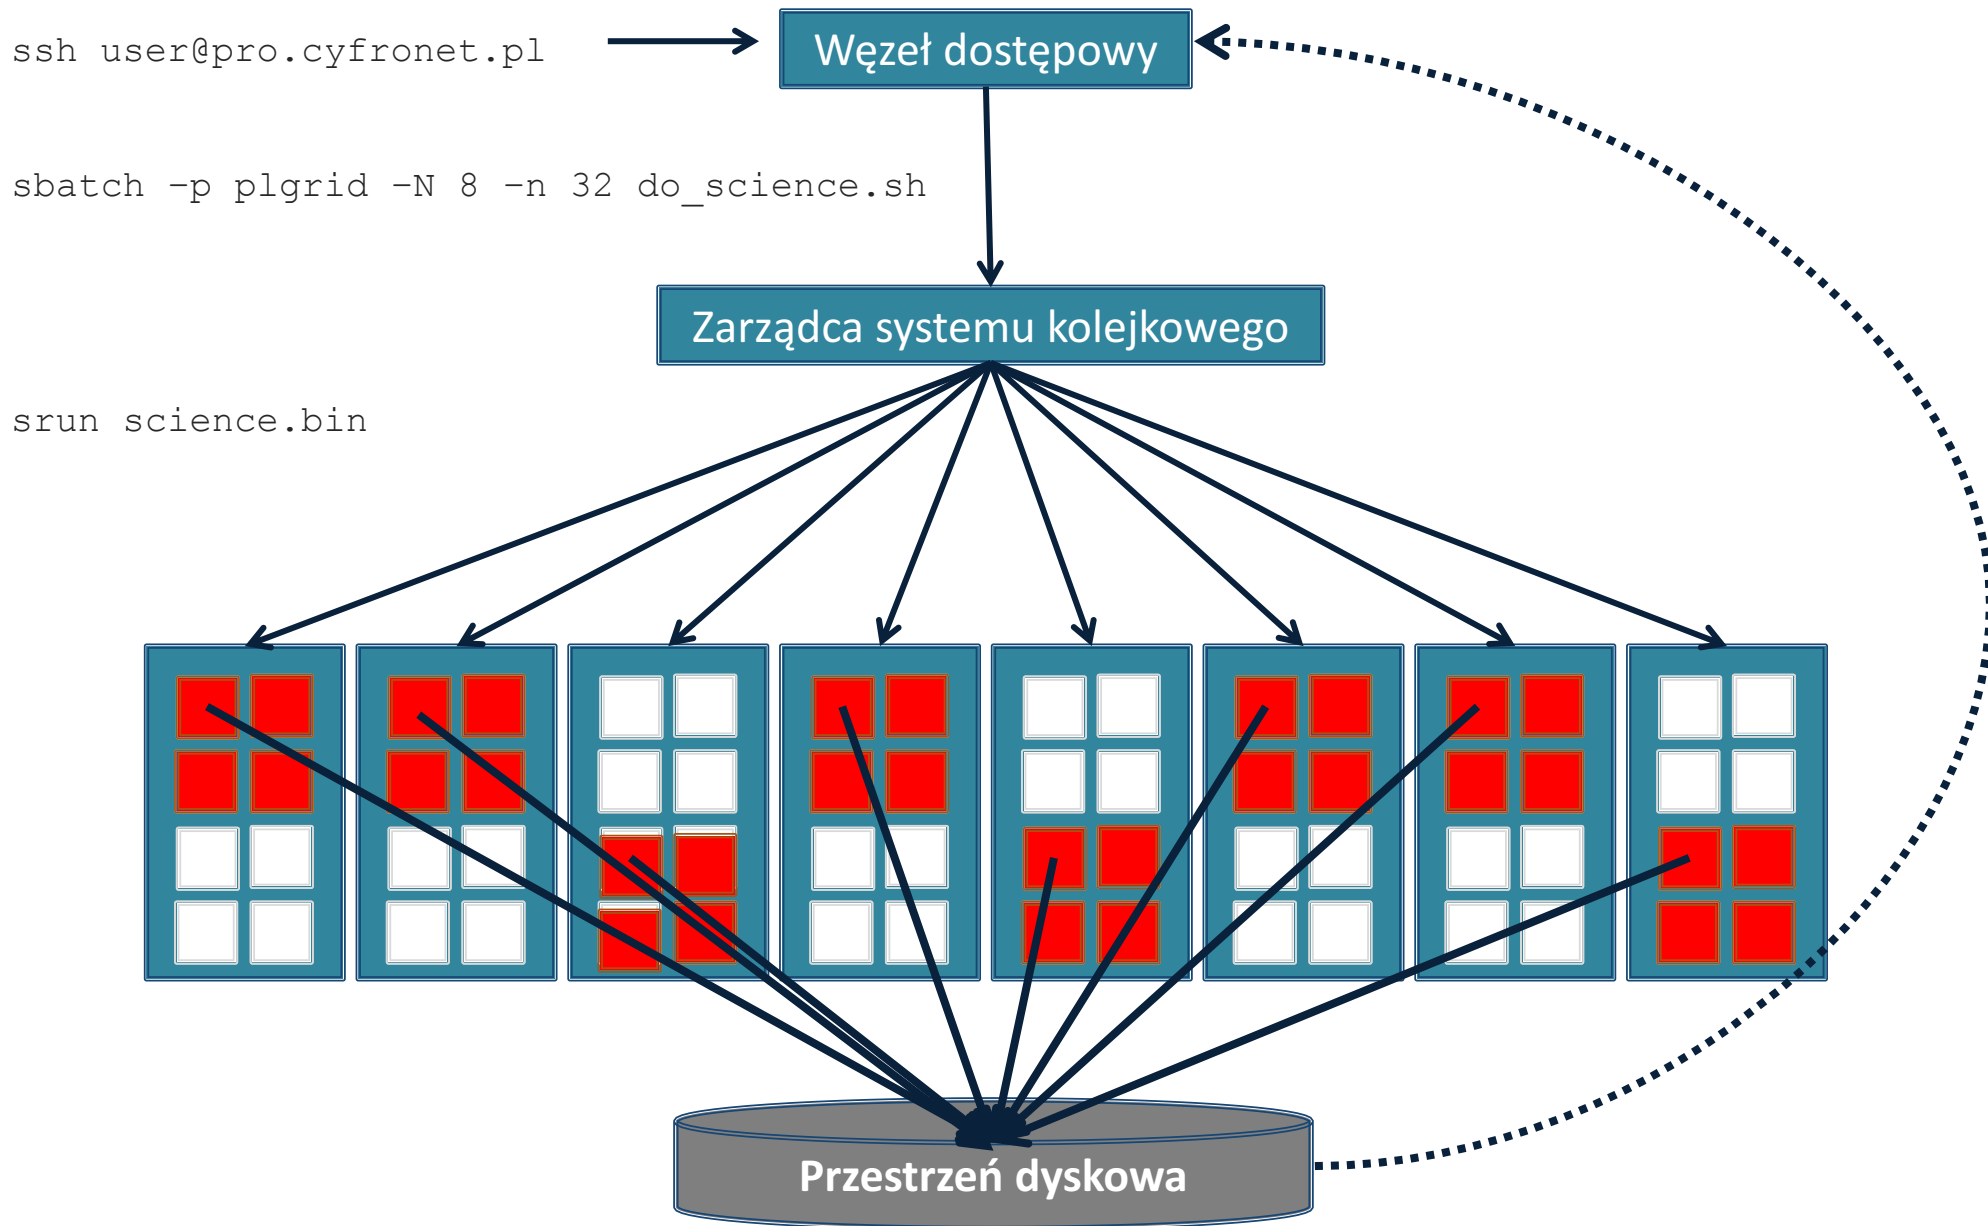 ssh user@pro.cyfronet.pl
Węzeł dostępowy
sbatch –p plgrid –N 8 –n 32 do_science.sh
Zarządca systemu kolejkowego
srun science.bin
Przestrzeń dyskowa